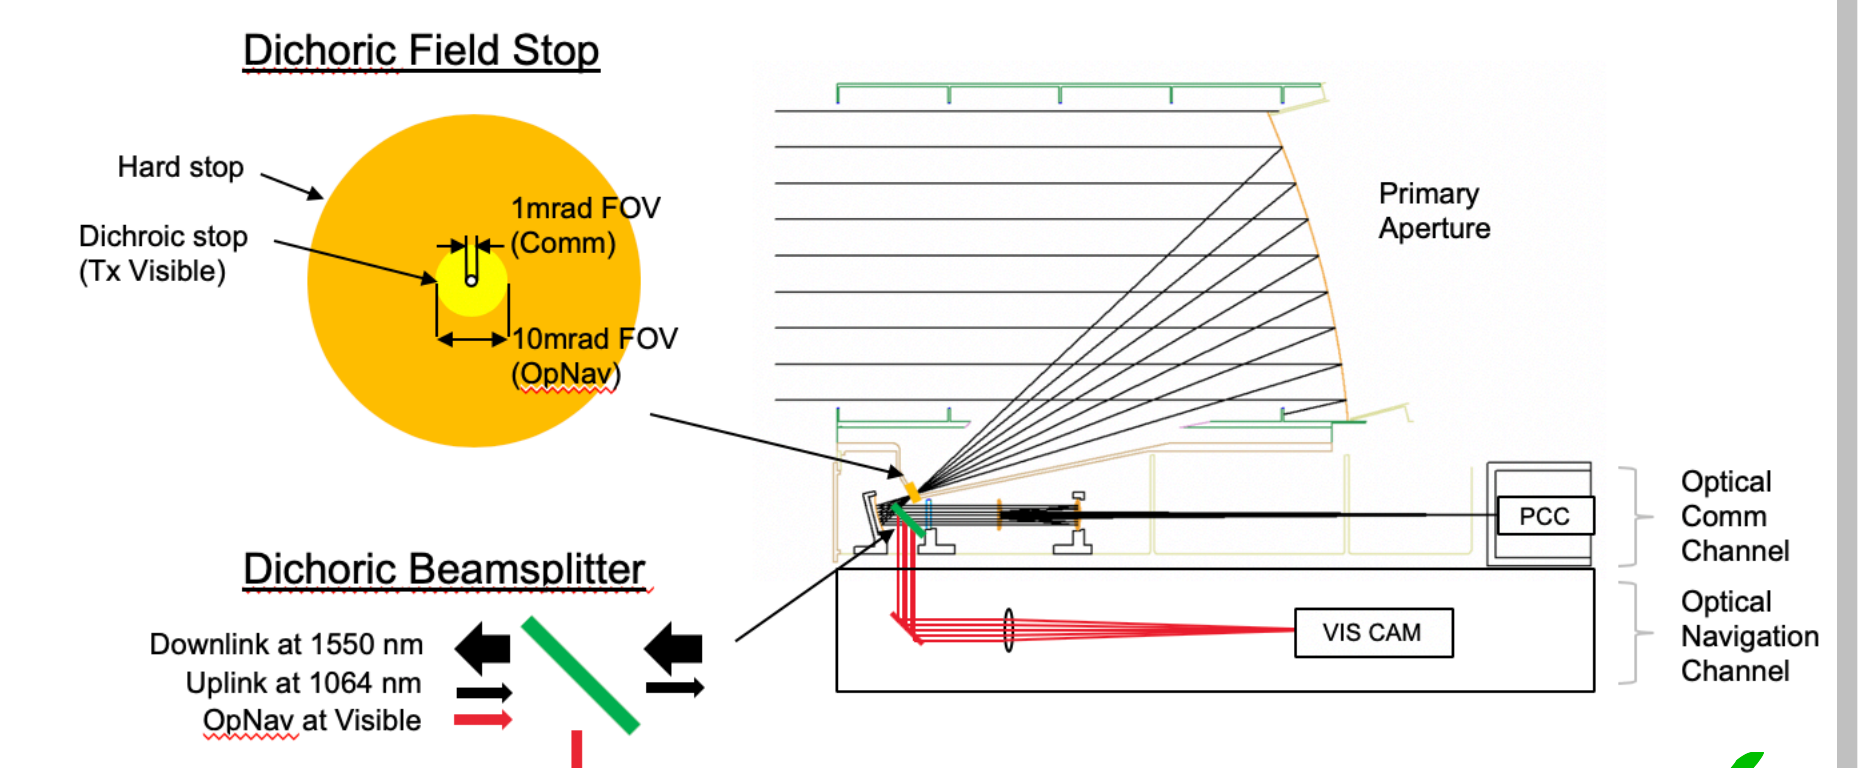 Dichoric Field Stop
Hard stop
Dichroic stop
(Tx Visible)
1mrad FOV
(Comm)
10mrad FOV
(OpNav)
Primary
Aperture
Optical
Comm
Channel
PCC
Dichoric Beamsplitter
Downlink at 1550 nm
Uplink at 1064 nm
OpNav at Visible
VIS CAM
Optical
Navigation
Channel